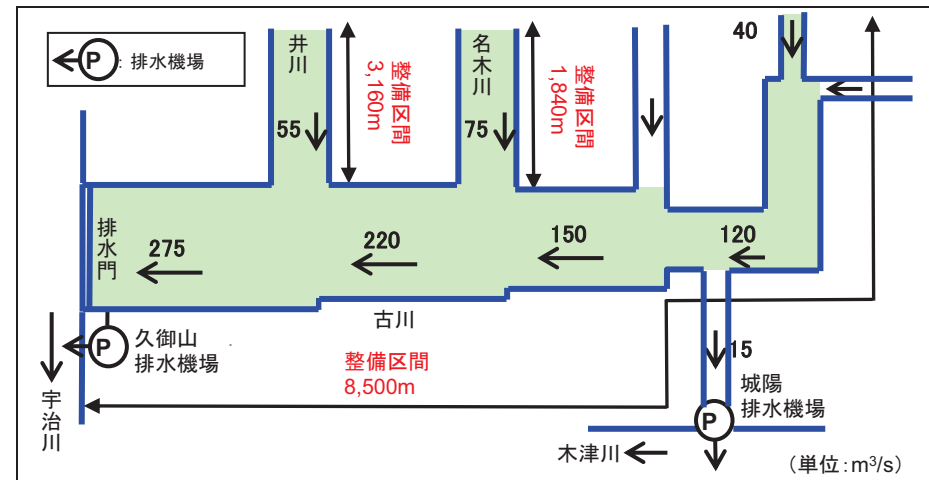 P : 排水機場
井川
55
整備区間
3,160m
名木川
75
整備区間
1,840m
40
排水門
275
220
150
120
古川
P
久御山
排水機場
宇治川
整備区間
8,500m
15
城陽
排水機場
P
木津川
（単位:m³/s）